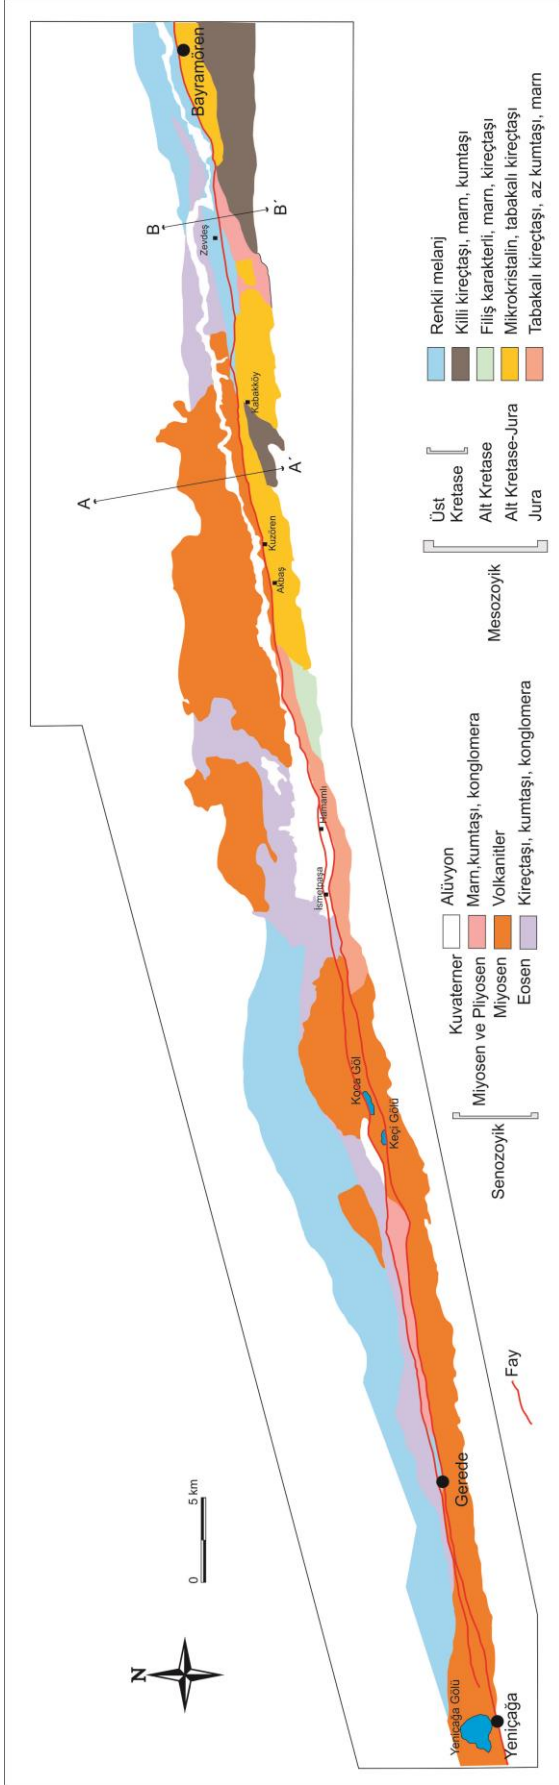 N
0 5 km
Yeniçağa Gölü
Yeniçağa
Gerede
Keçi Gölü
Koca Göl
İsmetpaşa
Hamamlı
Akbaş
Kuzören
Kabakköy
Zevdeş
Bayramören
A
A´
B
B´
Fay
Senozoyik
Kuvaterner Alüvyon
Miyosen ve Pliyosen Marn,kumtaşı, konglomera
Miyosen Volkanitler
Eosen Kireçtaşı, kumtaşı, konglomera
Mesozoyik
Üst
Kretase
Renkli melanj
Killi kireçtaşı, marn, kumtaşı
Alt Kretase Filiş karakterli, marn, kireçtaşı
Alt Kretase-Jura Mikrokristalin, tabakalı kireçtaşı
Jura Tabakalı kireçtaşı, az kumtaşı, marn